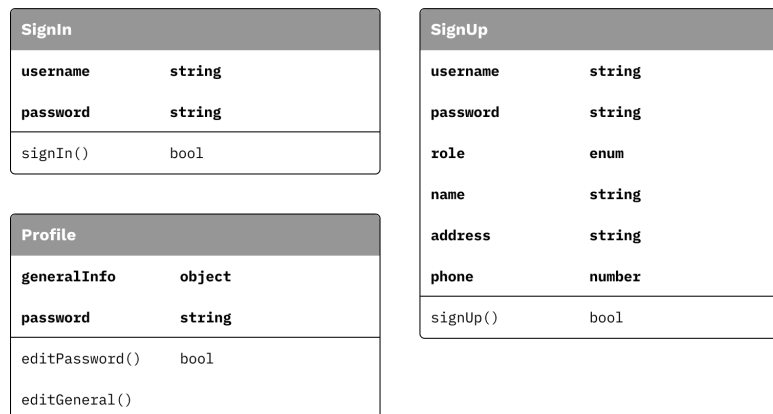 SignIn
username string
password string
signIn() bool
Profile
generalInfo object
password string
editPassword() bool
editGeneral()
SignUp
username string
password string
role enum
name string
address string
phone number
signUp() bool